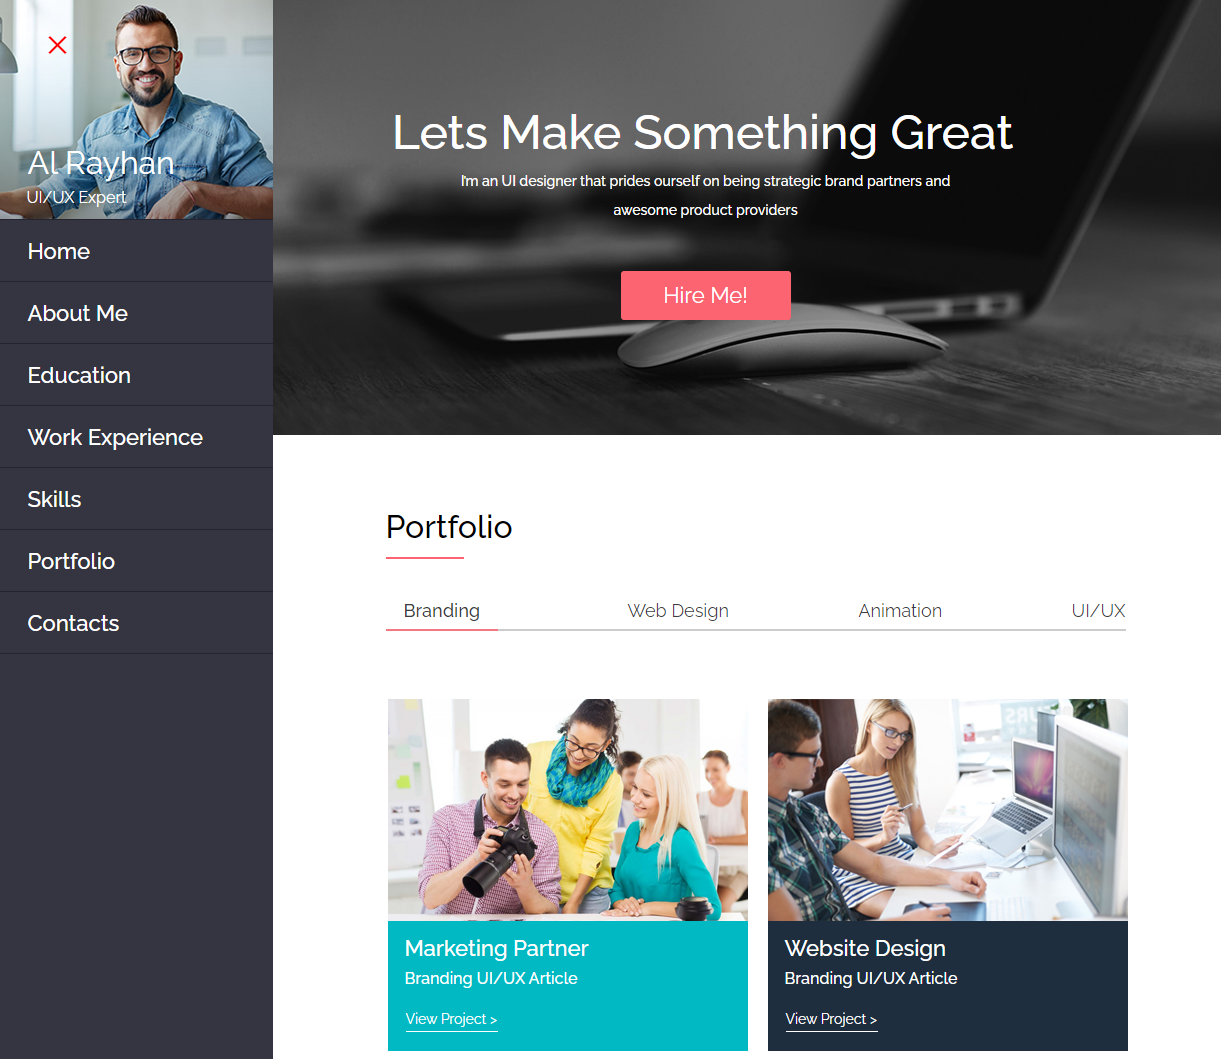 Al Rayhan
UI/UX Expert
Home
About Me
Education
Work Experience
Skills
Portfolio
Contacts
Lets Make Something Great
I'm an UI designer that prides ourself on being strategic brand partners and
awesome product providers
Hire Me!
Portfolio
Branding Web Design Animation UI/UX
Marketing Partner
Branding UI/UX Article
View Project >
Website Design
Branding UI/UX Article
View Project >